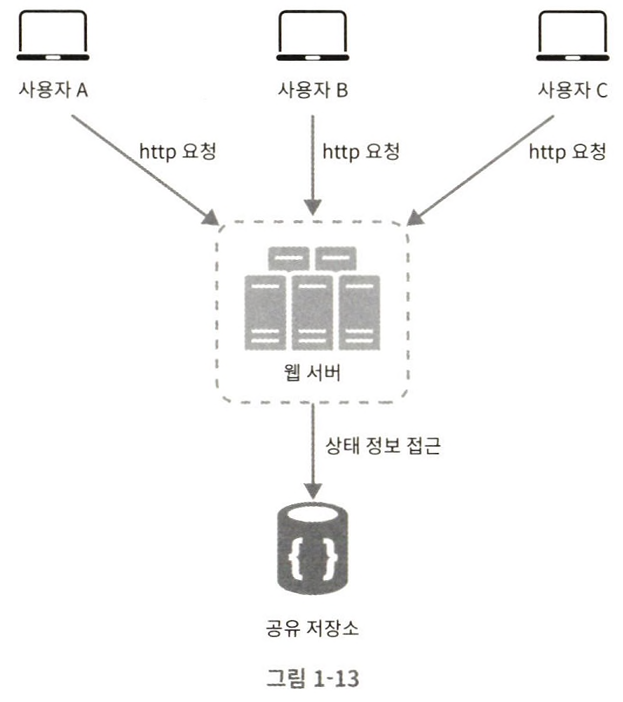 사용자 A
사용자 B
사용자 C
http 요청
http 요청
http 요청
웹 서버
상태 정보 접근
{ }
공유 저장소
그림 1-13